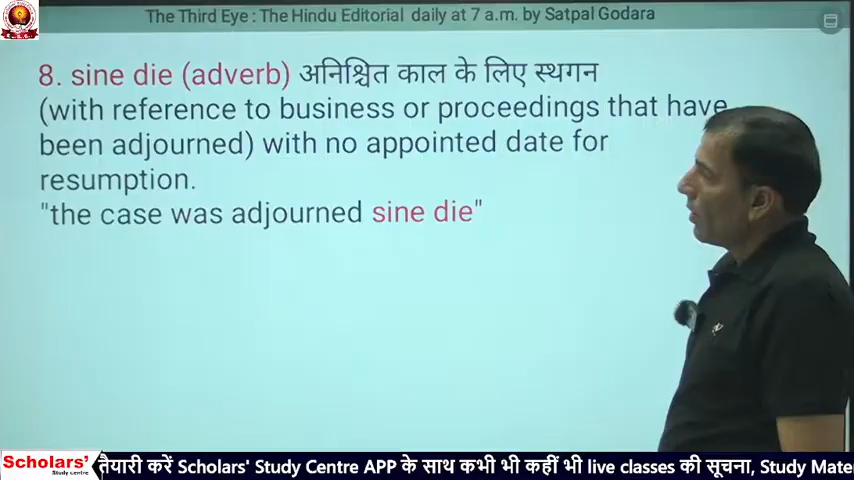 The Third Eye : The Hindu Editorial daily at 7 a.m. by Satpal Godara
8. sine die (adverb) अनिश्चित काल के लिए स्थगन
(with reference to business or proceedings that have
been adjourned) with no appointed date for
resumption.
"the case was adjourned sine die"
Scholars'
Study centre
तैयारी करें Scholars' Study Centre APP के साथ कभी भी कहीं भी live classes की सूचना, Study Mate